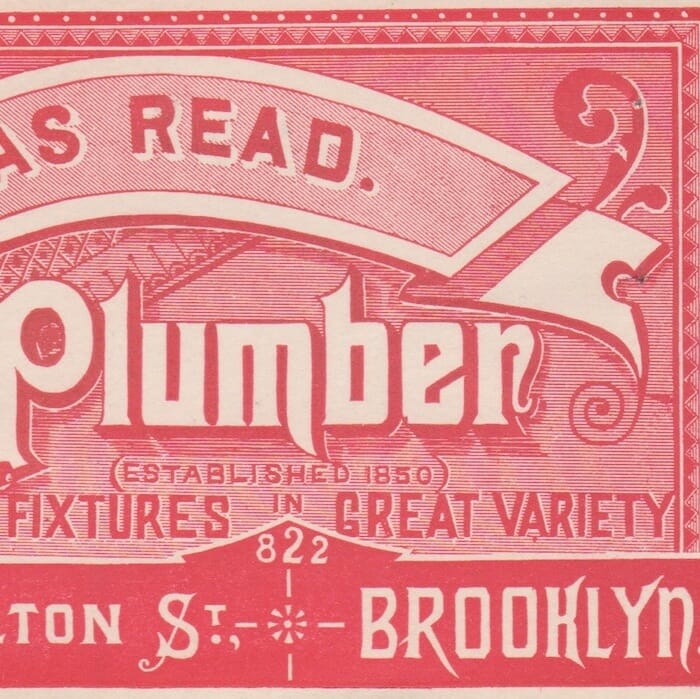 AS READ.
Plumber
(ESTABLISHED 1850)
FIXTURES IN GREAT VARIETY
822
LTON ST., BROOKLYN.